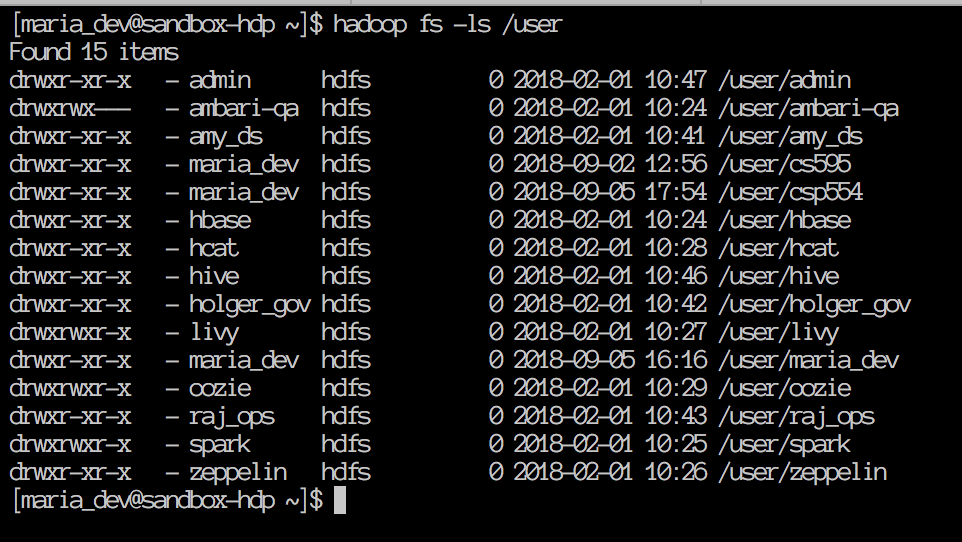 [maria_dev@sandbox-hdp ~]$ hadoop fs -ls /user
Found 15 items
drwxr-xr-x   - admin      hdfs          0 2018-02-01 10:47 /user/admin
drwxrwx---   - ambari-qa  hdfs          0 2018-02-01 10:24 /user/ambari-qa
drwxr-xr-x   - amy_ds     hdfs          0 2018-02-01 10:41 /user/amy_ds
drwxr-xr-x   - maria_dev  hdfs          0 2018-09-02 12:56 /user/cs595
drwxr-xr-x   - maria_dev  hdfs          0 2018-09-05 17:54 /user/csp554
drwxr-xr-x   - hbase      hdfs          0 2018-02-01 10:24 /user/hbase
drwxr-xr-x   - hcat       hdfs          0 2018-02-01 10:28 /user/hcat
drwxr-xr-x   - hive       hdfs          0 2018-02-01 10:46 /user/hive
drwxr-xr-x   - holger_gov hdfs          0 2018-02-01 10:42 /user/holger_gov
drwxrwxr-x   - livy       hdfs          0 2018-02-01 10:27 /user/livy
drwxr-xr-x   - maria_dev  hdfs          0 2018-09-05 16:16 /user/maria_dev
drwxrwxr-x   - oozie      hdfs          0 2018-02-01 10:29 /user/oozie
drwxr-xr-x   - raj_ops    hdfs          0 2018-02-01 10:43 /user/raj_ops
drwxrwxr-x   - spark      hdfs          0 2018-02-01 10:25 /user/spark
drwxr-xr-x   - zeppelin   hdfs          0 2018-02-01 10:26 /user/zeppelin
[maria_dev@sandbox-hdp ~]$